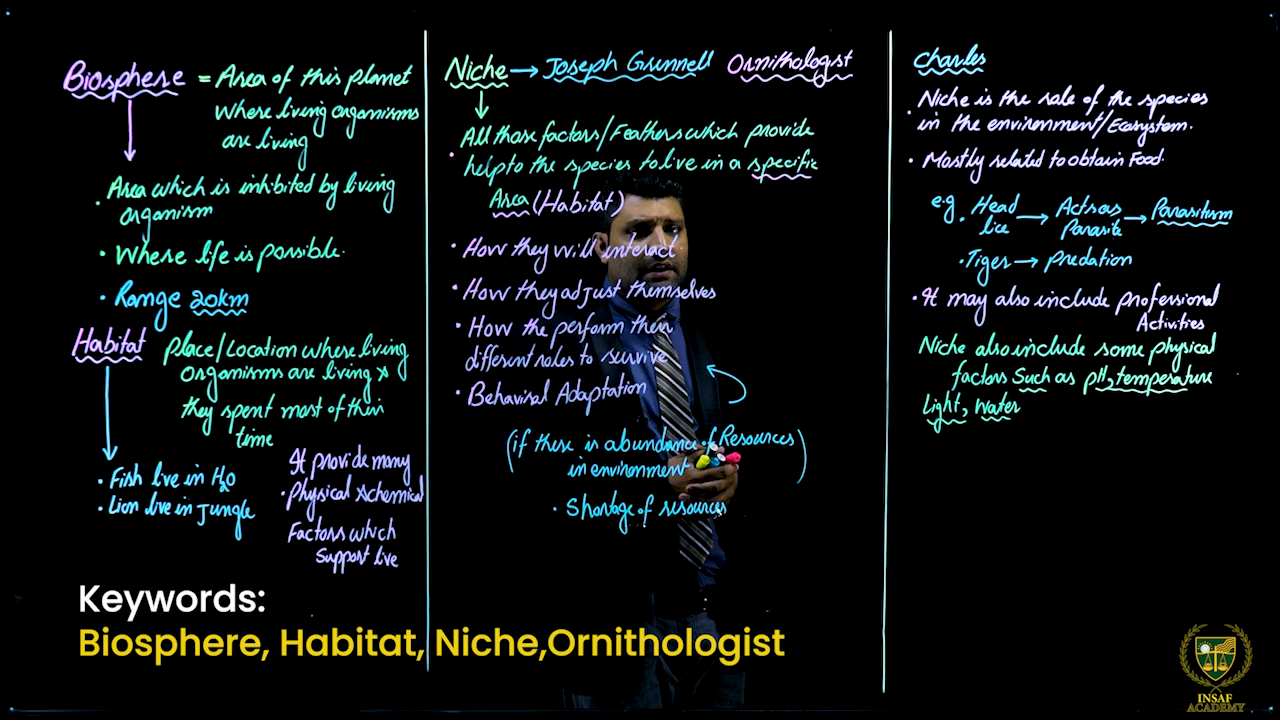 Biosphere = Area of this planet
Where living organisms
are living
. Area which is inhibited by living
organism
. Where life is possible.
. Range 20km
Habitat Place/Location where living
organisms are living &
they spent most of their
time
. Fish live in H2O
. Lion live in Jungle
It provide many
. Physical & chemical
Factors which
Support live
Niche → Joseph Grinnell Ornithologist
. All those factors/Feathers which provide
help to the species to live in a specific
Area (Habitat)
. How they will interact
. How they adjust themselves
. How the perform their
different roles to survive
. Behavioral Adaptation
(if there is abundance of Resources
in environment)
. Shortage of resources
Charles
. Niche is the role of the species
in the environment/Ecosystem.
. Mostly related to obtain Food.
e.g . Head lice → Acts as Parasite → Parasitism
. Tiger → predation
. It may also include professional
Activities
Niche also include some physical
factors Such as pH, temperature
Light, Water
Keywords:
Biosphere, Habitat, Niche,Ornithologist
INSAF
ACADEMY